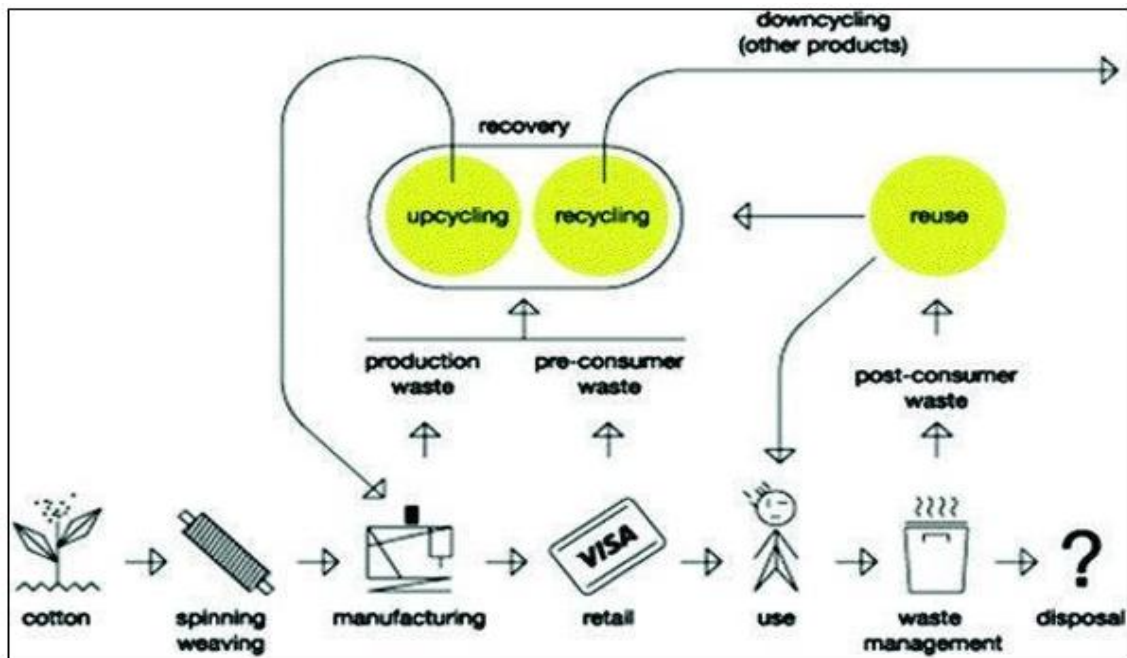 downcycling
(other products)
recovery
upcycling
recycling
reuse
production
waste
pre-consumer
waste
post-consumer
waste
VISA
cotton
spinning
weaving
manufacturing
retail
use
waste
management
?
disposal